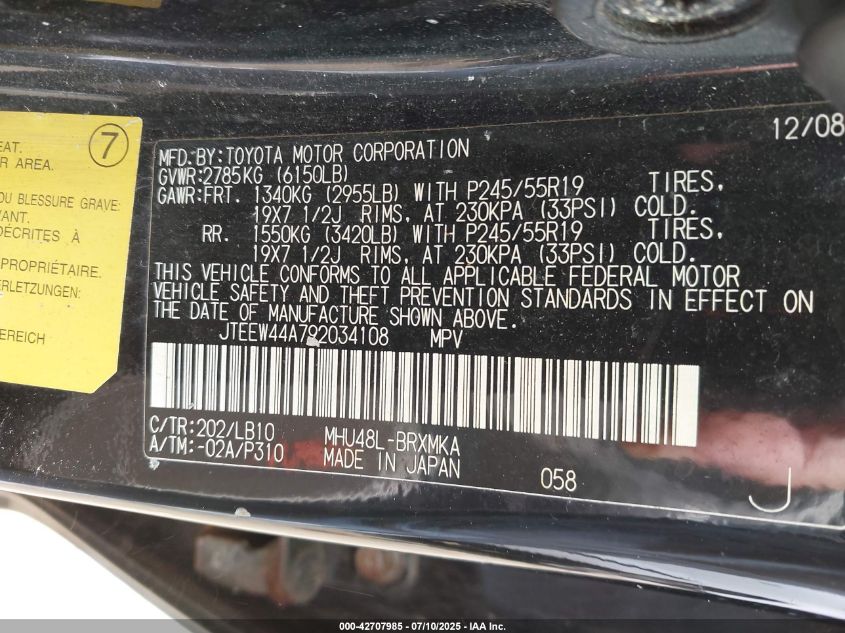 7
EAT.
R AREA.
OU BLESSURE GRAVE:
VANT.
DÉCRITES À
PROPRIÉTAIRE.
ERLETZUNGEN:
BEREICH
12/08
MFD.BY:TOYOTA MOTOR CORPORATION
GVWR:2785KG (6150LB)
GAWR:FRT. 1340KG (2955LB) WITH P245/55R19 TIRES,
19X7 1/2J RIMS, AT 230KPA (33PSI) COLD.
RR. 1550KG (3420LB) WITH P245/55R19 TIRES,
19X7 1/2J RIMS, AT 230KPA (33PSI) COLD.
THIS VEHICLE CONFORMS TO ALL APPLICABLE FEDERAL MOTOR
VEHICLE SAFETY AND THEFT PREVENTION STANDARDS IN EFFECT ON
THE DATE OF MANUFACTURE SHOWN ABOVE.
JTEEW44A792034108 MPV
C/TR:202/LB10 MHU48L-BRXMKA
A/TM:-02A/P310 MADE IN JAPAN 058 J
000-42707985 / 07/10/2025 - IAA Inc.